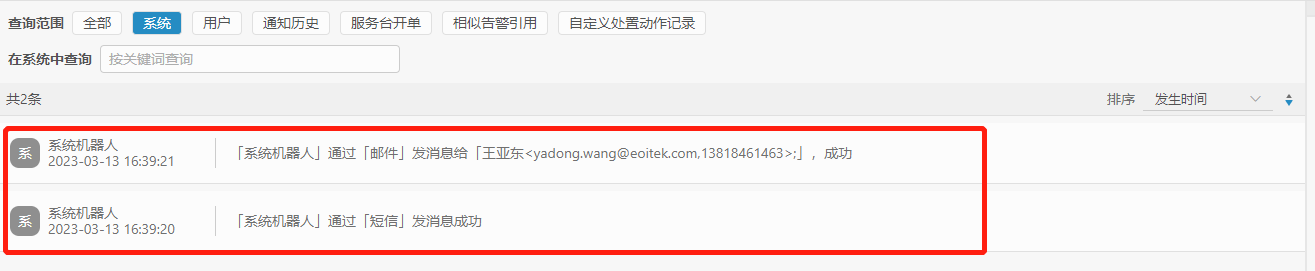 查询范围 全部 系统 用户 通知历史 服务台开单 相似告警引用 自定义处置动作记录
在系统中查询 按关键词查询
共2条 排序 发生时间
系 系统机器人
2023-03-13 16:39:21
「系统机器人」通过「邮件」发消息给「王亚东<yadong.wang@eoitek.com,13818461463>;」，成功
系 系统机器人
2023-03-13 16:39:20
「系统机器人」通过「短信」发消息成功